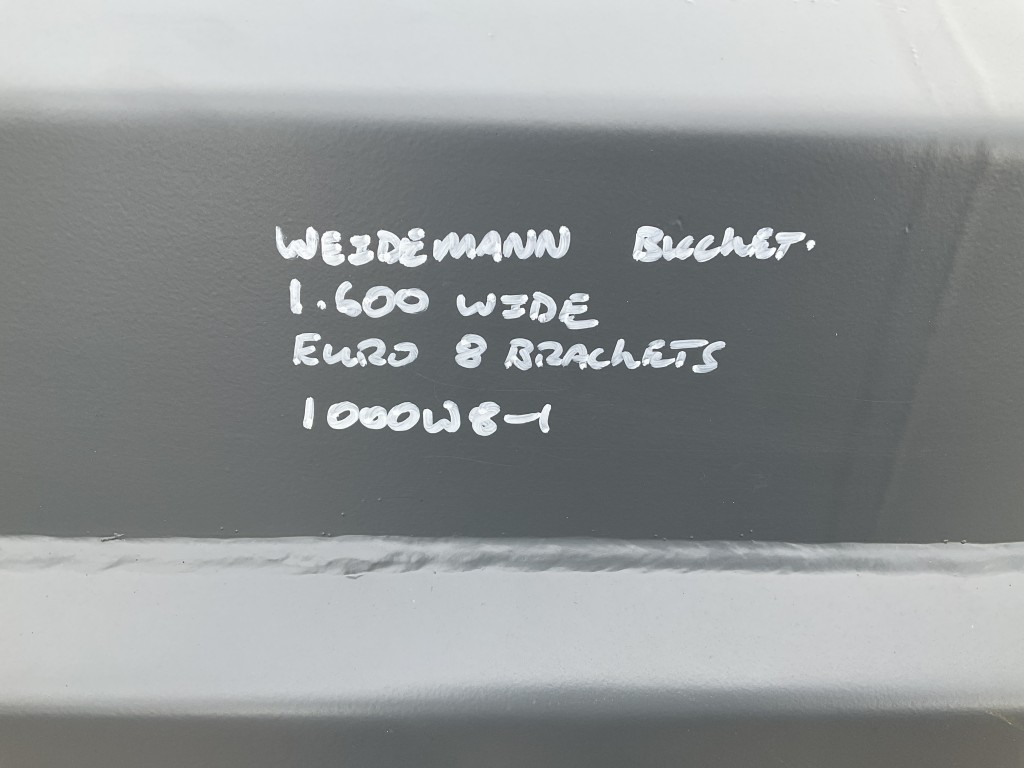 WEIDEMANN BUCKET.
1.600 WIDE
EURO 8 BRACKETS
1000W8-1